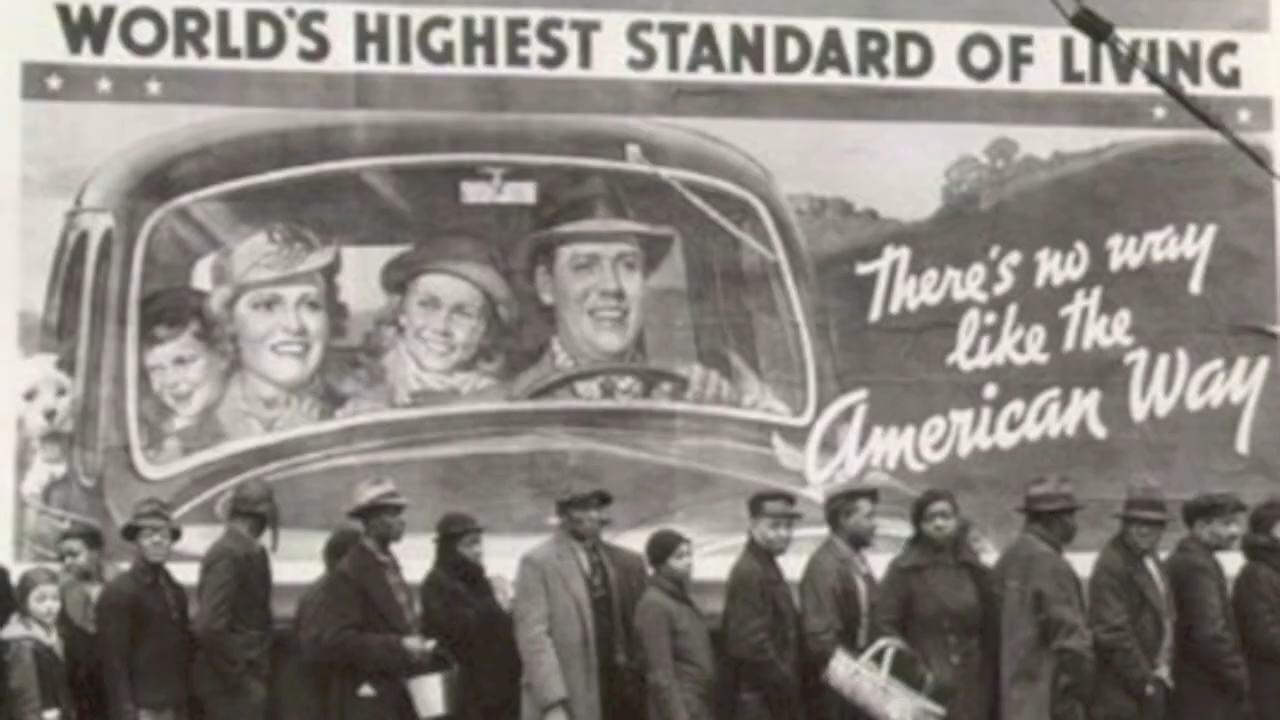 WORLD'S HIGHEST STANDARD OF LIVING
There's no way
like the
American Way